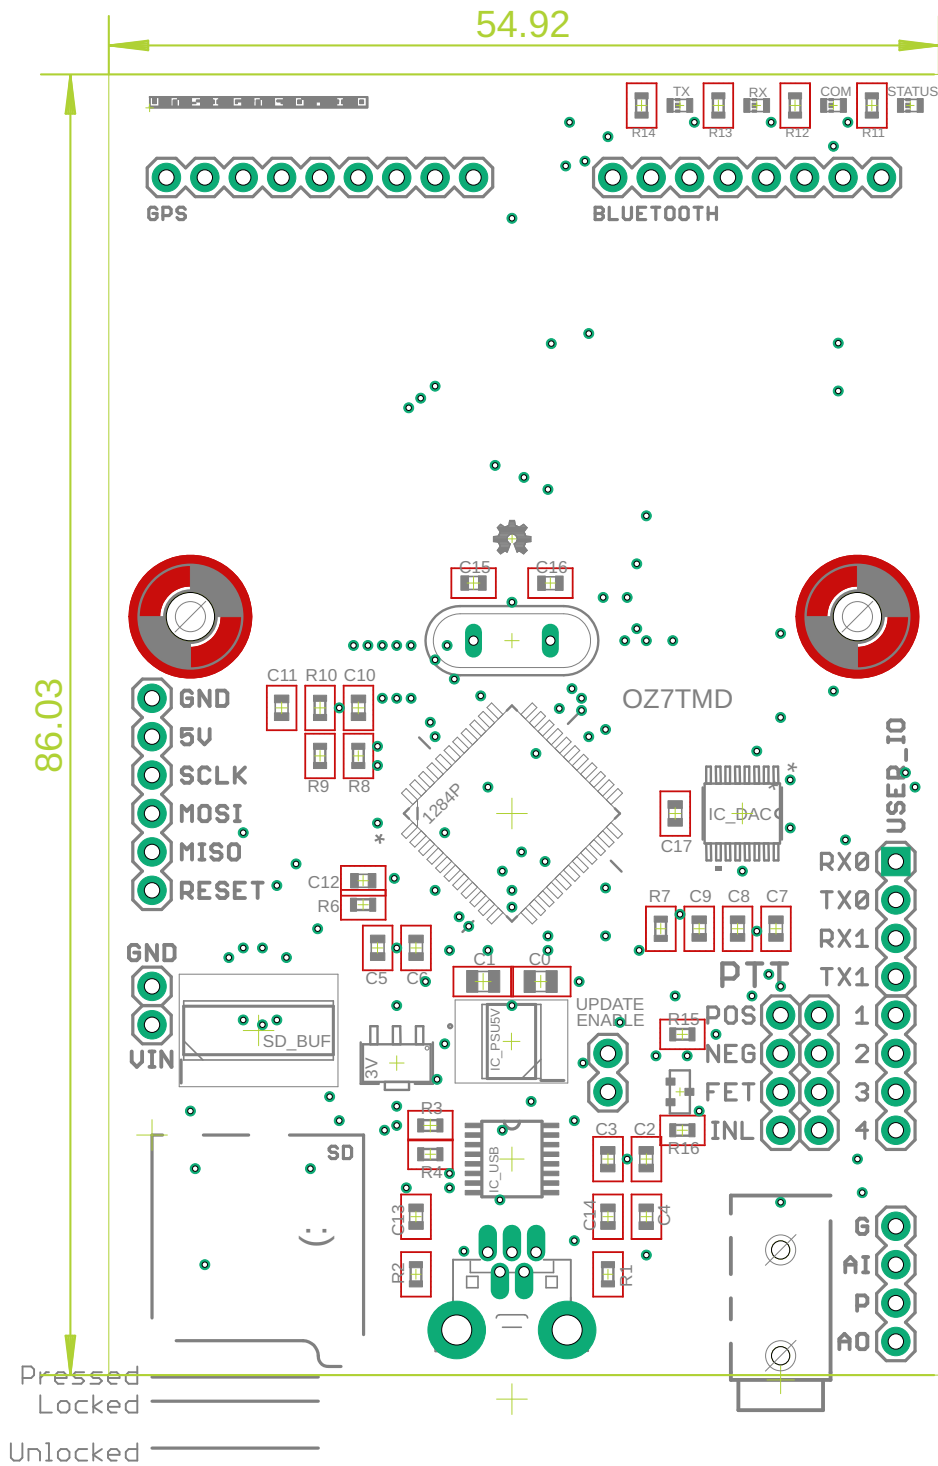 54.92
UNSIGNED.IO
TX
RX
COM
STATUS
R14
R13
R12
R11
GPS
BLUETOOTH
C15
C16
86.03
C11
R10
C10
OZ7TMD
GND
5V
SCLK
MOSI
MISO
RESET
R9
R8
1284P
*
*
*
IC_DAC
C17
USER_IO
C12
R6
R7
C9
C8
C7
RX0
TX0
RX1
TX1
1
2
3
4
GND
VIN
SD_BUF
C5
C6
C1
C0
3V
IC_PSU5V
UPDATE
ENABLE
PTT
R15
POS
NEG
FET
INL
R16
R3
R4
IC_USB
C3
C2
SD
C13
C14
C4
R2
R1
G
AI
P
AO
Pressed
Locked
Unlocked